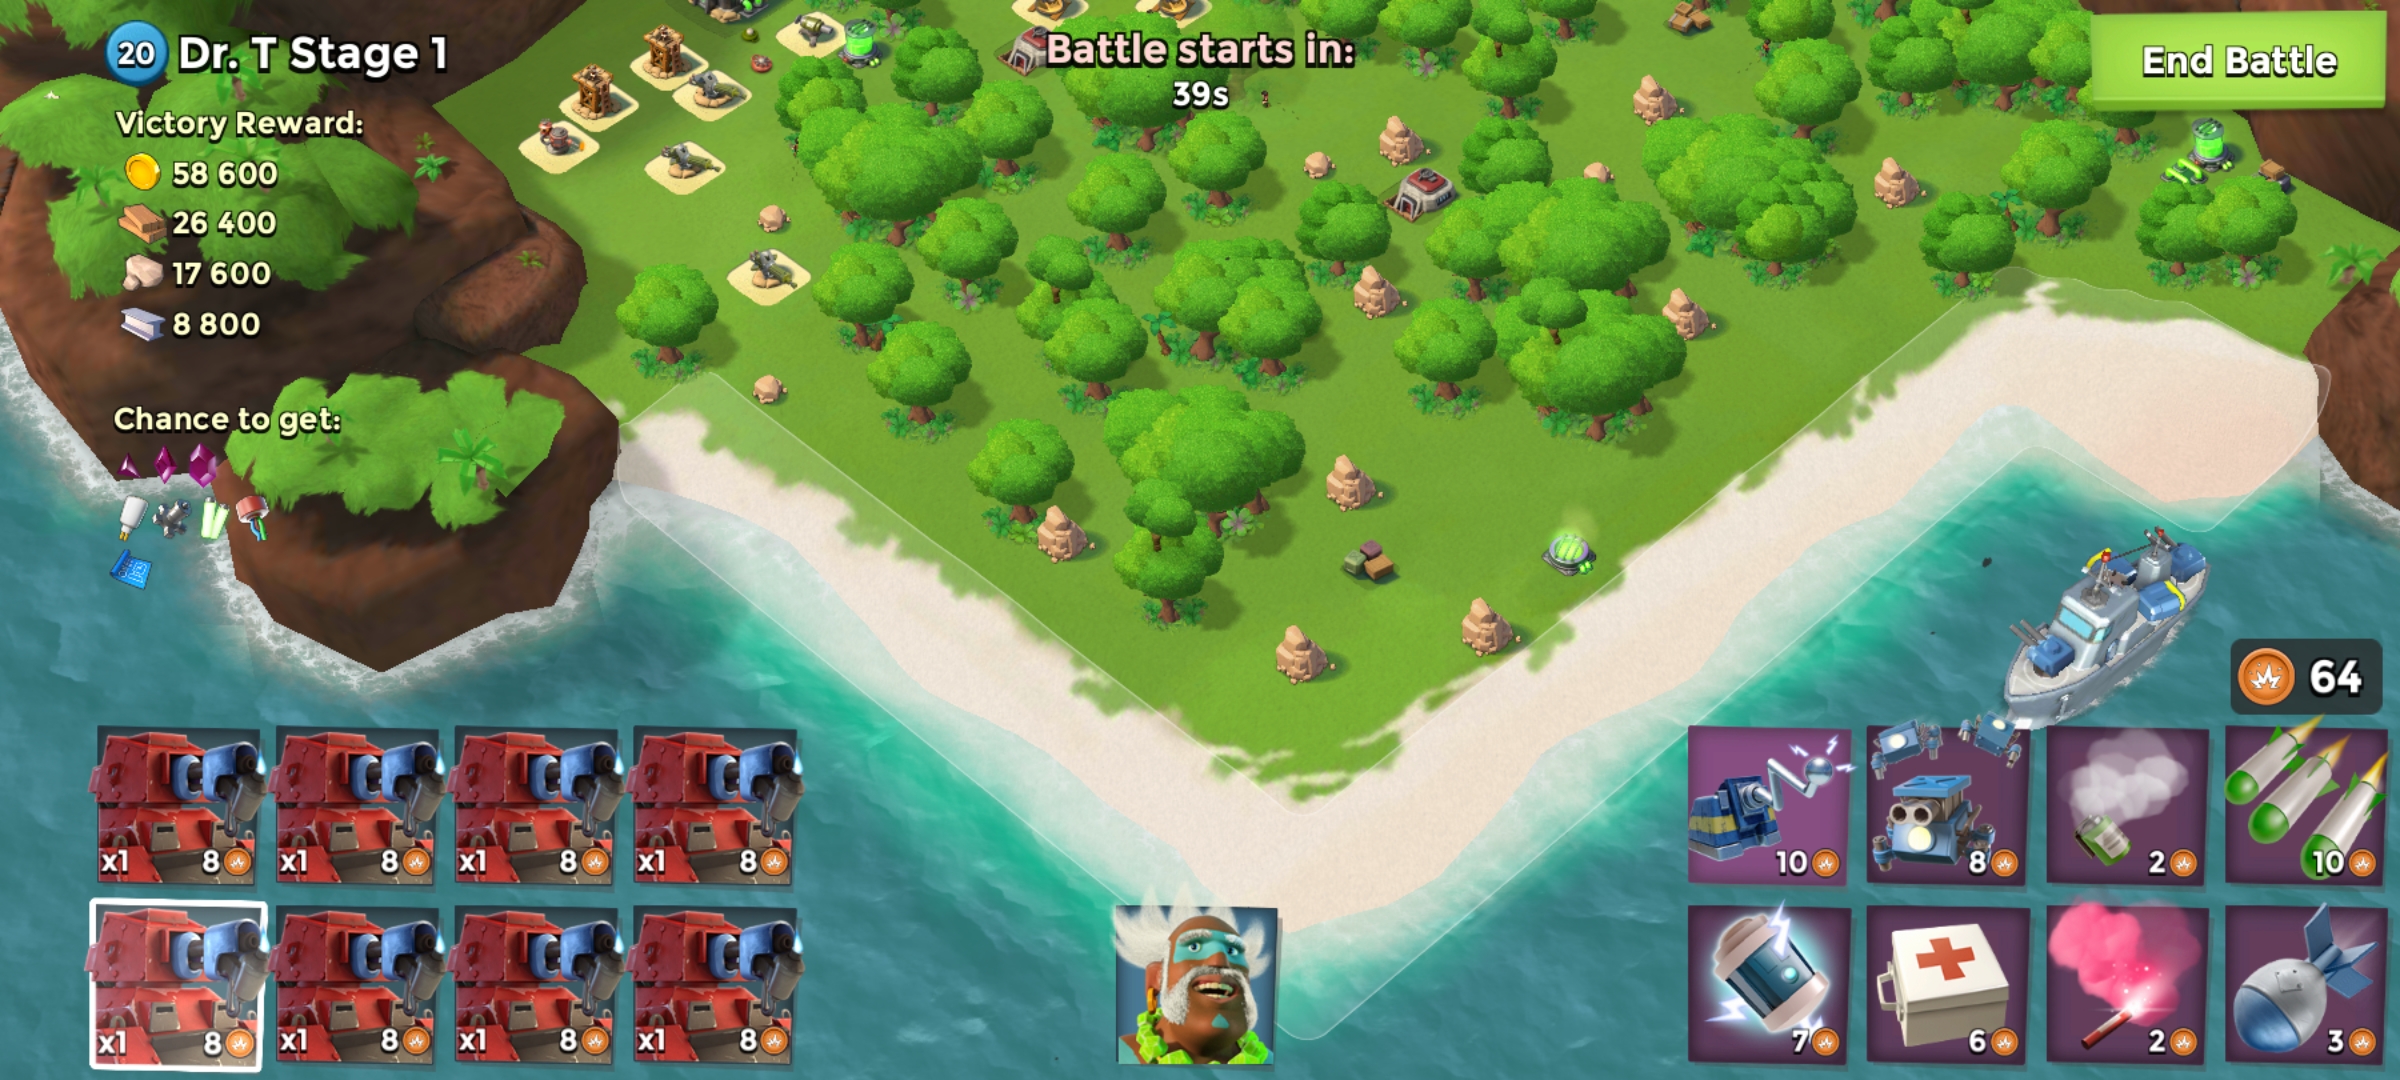 20 Dr. T Stage 1
Battle starts in:
39s
End Battle
Victory Reward:
58 600
26 400
17 600
8 800
Chance to get:
64
x1 8 x1 8 x1 8 x1 8
10 8 2 10
x1 8 x1 8 x1 8 x1 8
7 6 2 3